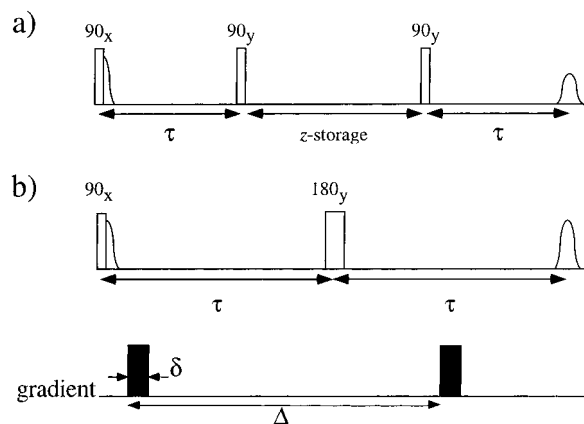 a)
90x 90y 90y
τ z-storage τ
b)
90x 180y
τ τ
gradient δ
Δ